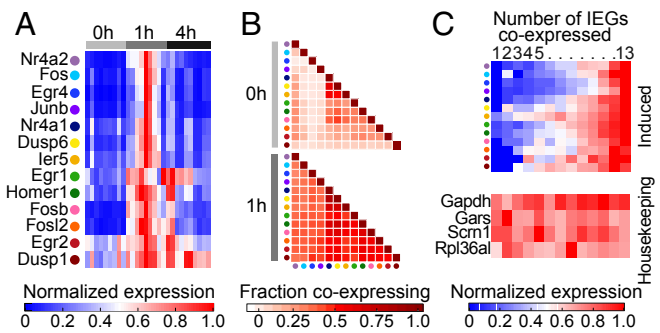 A
0h 1h 4h
Nr4a2
Fos
Egr4
Junb
Nr4a1
Dusp6
Ier5
Egr1
Homer1
Fosb
Fosl2
Egr2
Dusp1
Normalized expression
0 0.2 0.4 0.6 0.8 1.0
B
0h
1h
Fraction co-expressing
0 0.25 0.5 0.75 1.0
C
Number of IEGs
co-expressed
12345.......13
Induced
Gapdh
Gars
Scrn1
Rpl36al
Housekeeping
Normalized expression
0 0.2 0.4 0.6 0.8 1.0